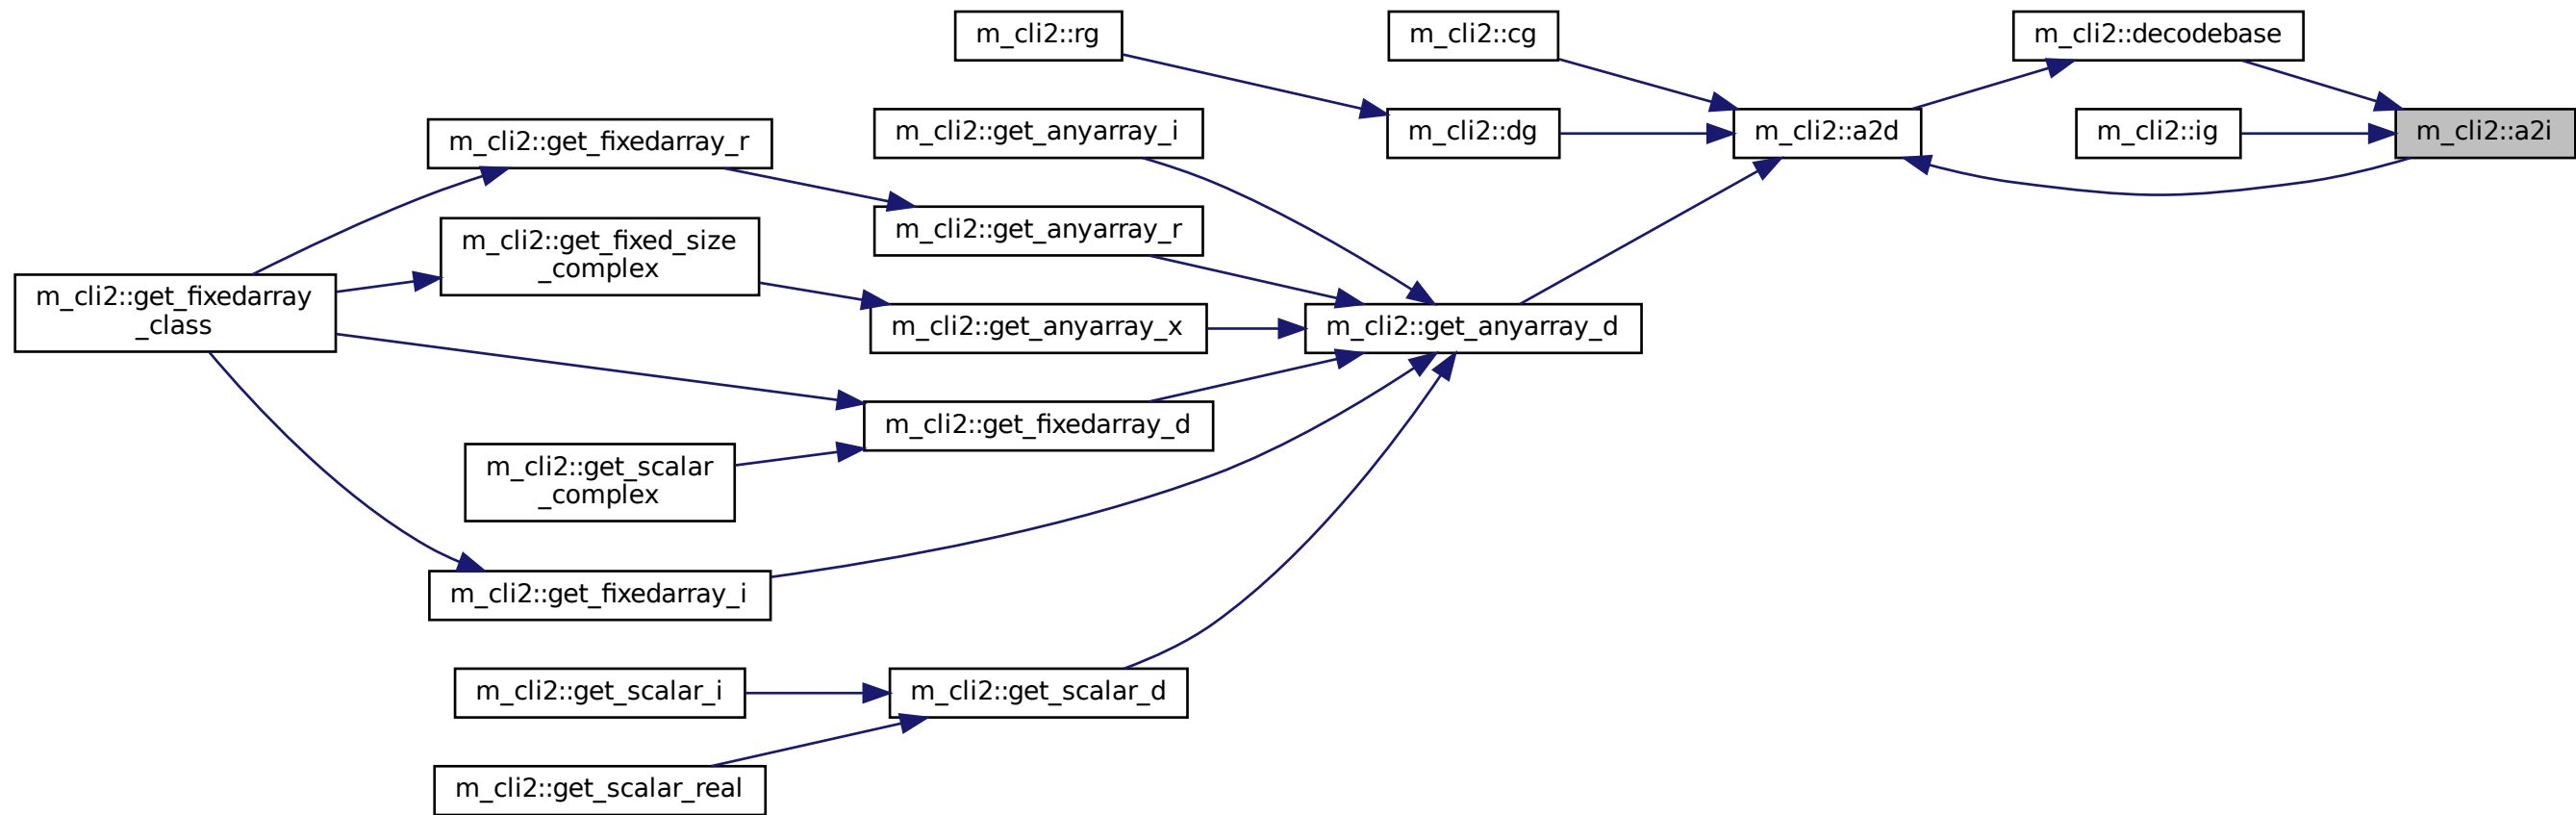 m_cli2::rg
m_cli2::cg
m_cli2::decodebase
m_cli2::get_fixedarray_r
m_cli2::get_anyarray_i
m_cli2::dg
m_cli2::a2d
m_cli2::ig
m_cli2::a2i
m_cli2::get_fixed_size
_complex
m_cli2::get_anyarray_r
m_cli2::get_fixedarray
_class
m_cli2::get_anyarray_x
m_cli2::get_anyarray_d
m_cli2::get_fixedarray_d
m_cli2::get_scalar
_complex
m_cli2::get_fixedarray_i
m_cli2::get_scalar_i
m_cli2::get_scalar_d
m_cli2::get_scalar_real